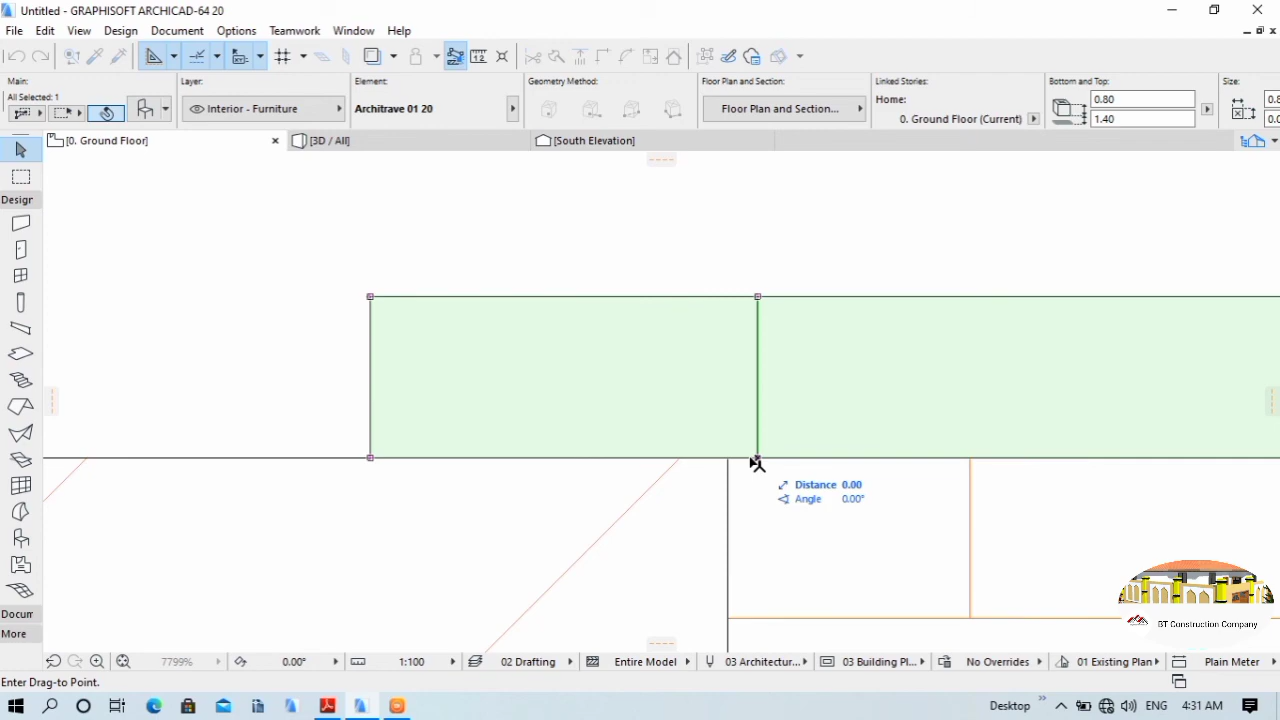 Untitled - GRAPHISOFT ARCHICAD-64 20
File Edit View Design Document Options Teamwork Window Help
Main: Layer: Element: Geometry Method: Floor Plan and Section: Linked Stories: Bottom and Top: Size:
All Selected: 1
Interior - Furniture
Architrave 01 20
Floor Plan and Section...
Home:
0. Ground Floor (Current)
0.80
1.40
0.8
0.0
[0. Ground Floor] [3D / All] [South Elevation]
Design
Distance 0.00
Angle 0.00°
BT Construction Company
Docum
More
7799% 0.00° 1:100 02 Drafting Entire Model 03 Architectur... 03 Building Pl... No Overrides 01 Existing Plan Plain Meter
Enter Drag-to Point.
Desktop ENG 4:31 AM